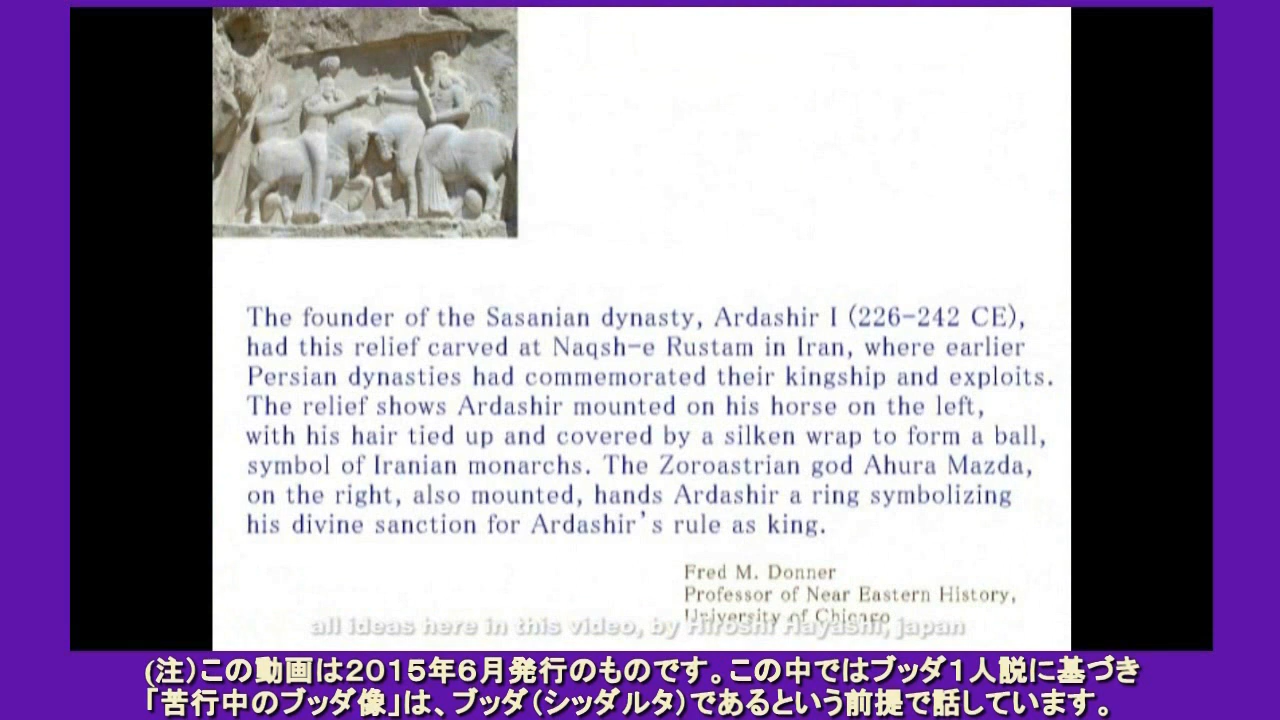 The founder of the Sasanian dynasty, Ardashir I (226-242 CE),
had this relief carved at Naqsh-e Rustam in Iran, where earlier
Persian dynasties had commemorated their kingship and exploits.
The relief shows Ardashir mounted on his horse on the left,
with his hair tied up and covered by a silken wrap to form a ball,
symbol of Iranian monarchs. The Zoroastrian god Ahura Mazda,
on the right, also mounted, hands Ardashir a ring symbolizing
his divine sanction for Ardashir's rule as king.
Fred M. Donner
Professor of Near Eastern History,
University of Chicago
all ideas here in this video, by Hiroshi Hayashi, japan
(注)この動画は2015年6月発行のものです。この中ではブッダ1人説に基づき
「苦行中のブッダ像」は、ブッダ(シッダルタ)であるという前提で話しています。